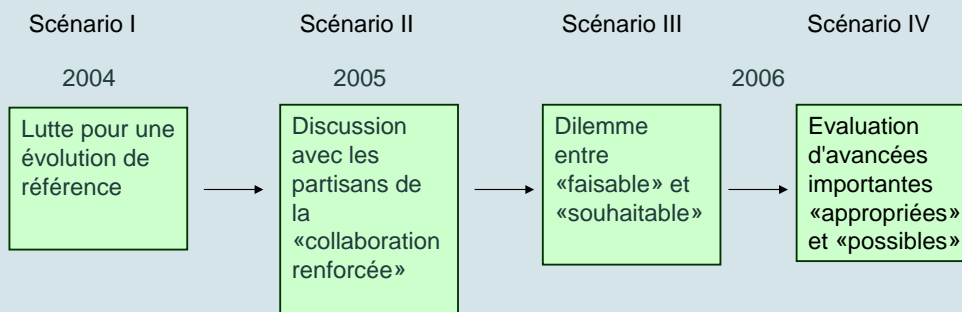 Scénario I
Scénario II
Scénario III
Scénario IV
2004
2005
2006
Lutte pour une
évolution de
référence
Discussion
avec les
partisans de
la
«collaboration
renforcée»
Dilemme
entre
«faisable» et
«souhaitable»
Evaluation
d'avancées
importantes
«appropriées»
et «possibles»